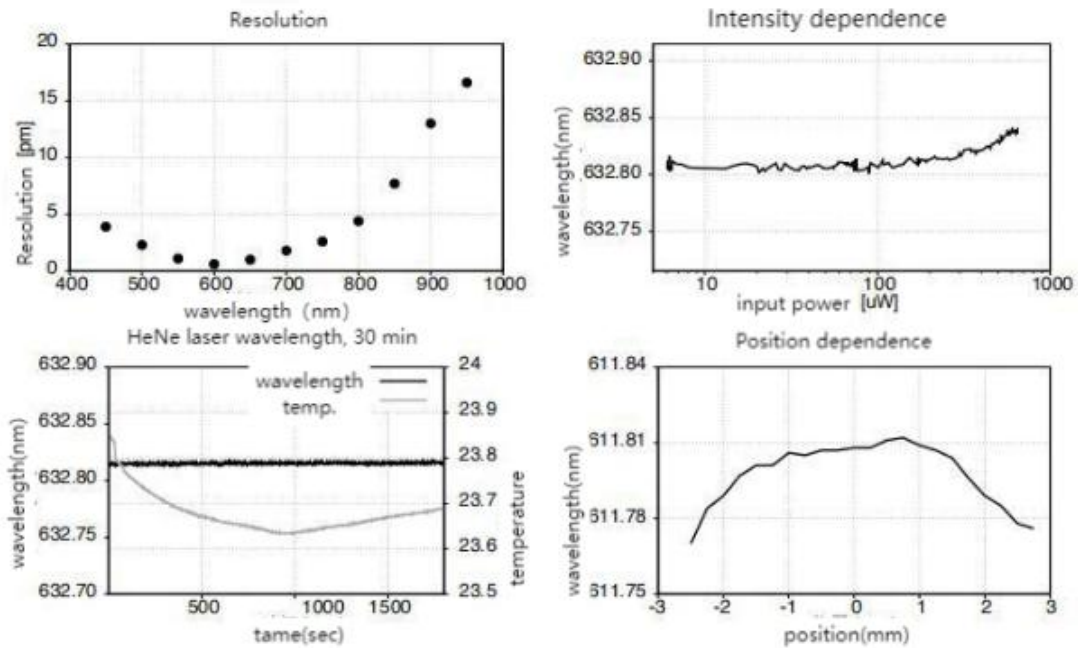 Resolution
20
15
10
5
0
Resolution [pm]
400 500 600 700 800 900 1000
wavelength (nm)
Intensity dependence
632.90
632.85
632.80
632.75
wavelength(nm)
10 100 1000
input power [uW]
HeNe laser wavelength, 30 min
632.90
632.85
632.80
632.75
632.70
wavelength(nm)
wavelength
temp.
24
23.9
23.8
23.7
23.6
23.5
temperature
500 1000 1500
tame(sec)
Position dependence
611.84
611.81
611.78
611.75
wavelength(nm)
-3 -2 -1 0 1 2 3
position(mm)